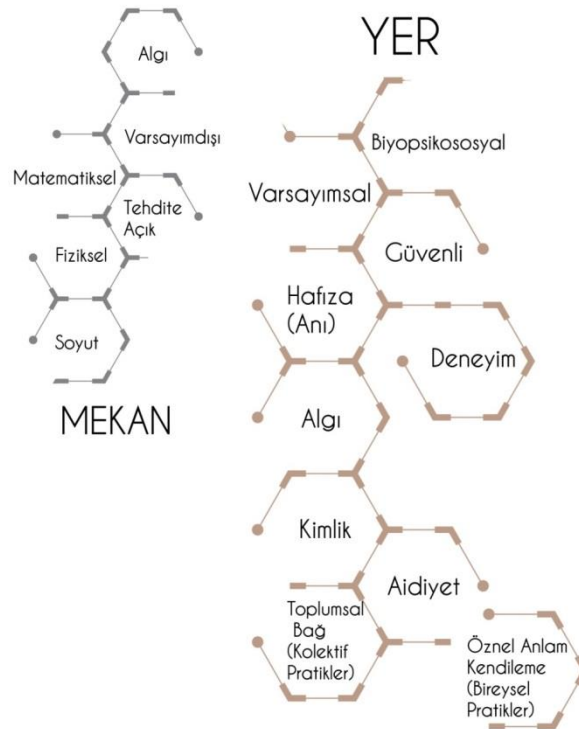 Algı
Varsayımdışı
Matematiksel
Tehdite
Açık
Fiziksel
Soyut
MEKAN
YER
Biyopsikososyal
Varsayımsal
Güvenli
Hafıza
(Anı)
Deneyim
Algı
Kimlik
Aidiyet
Toplumsal
Bağ
(Kolektif
Pratikler)
Öznel Anlam
Kendileme
(Bireysel
Pratikler)